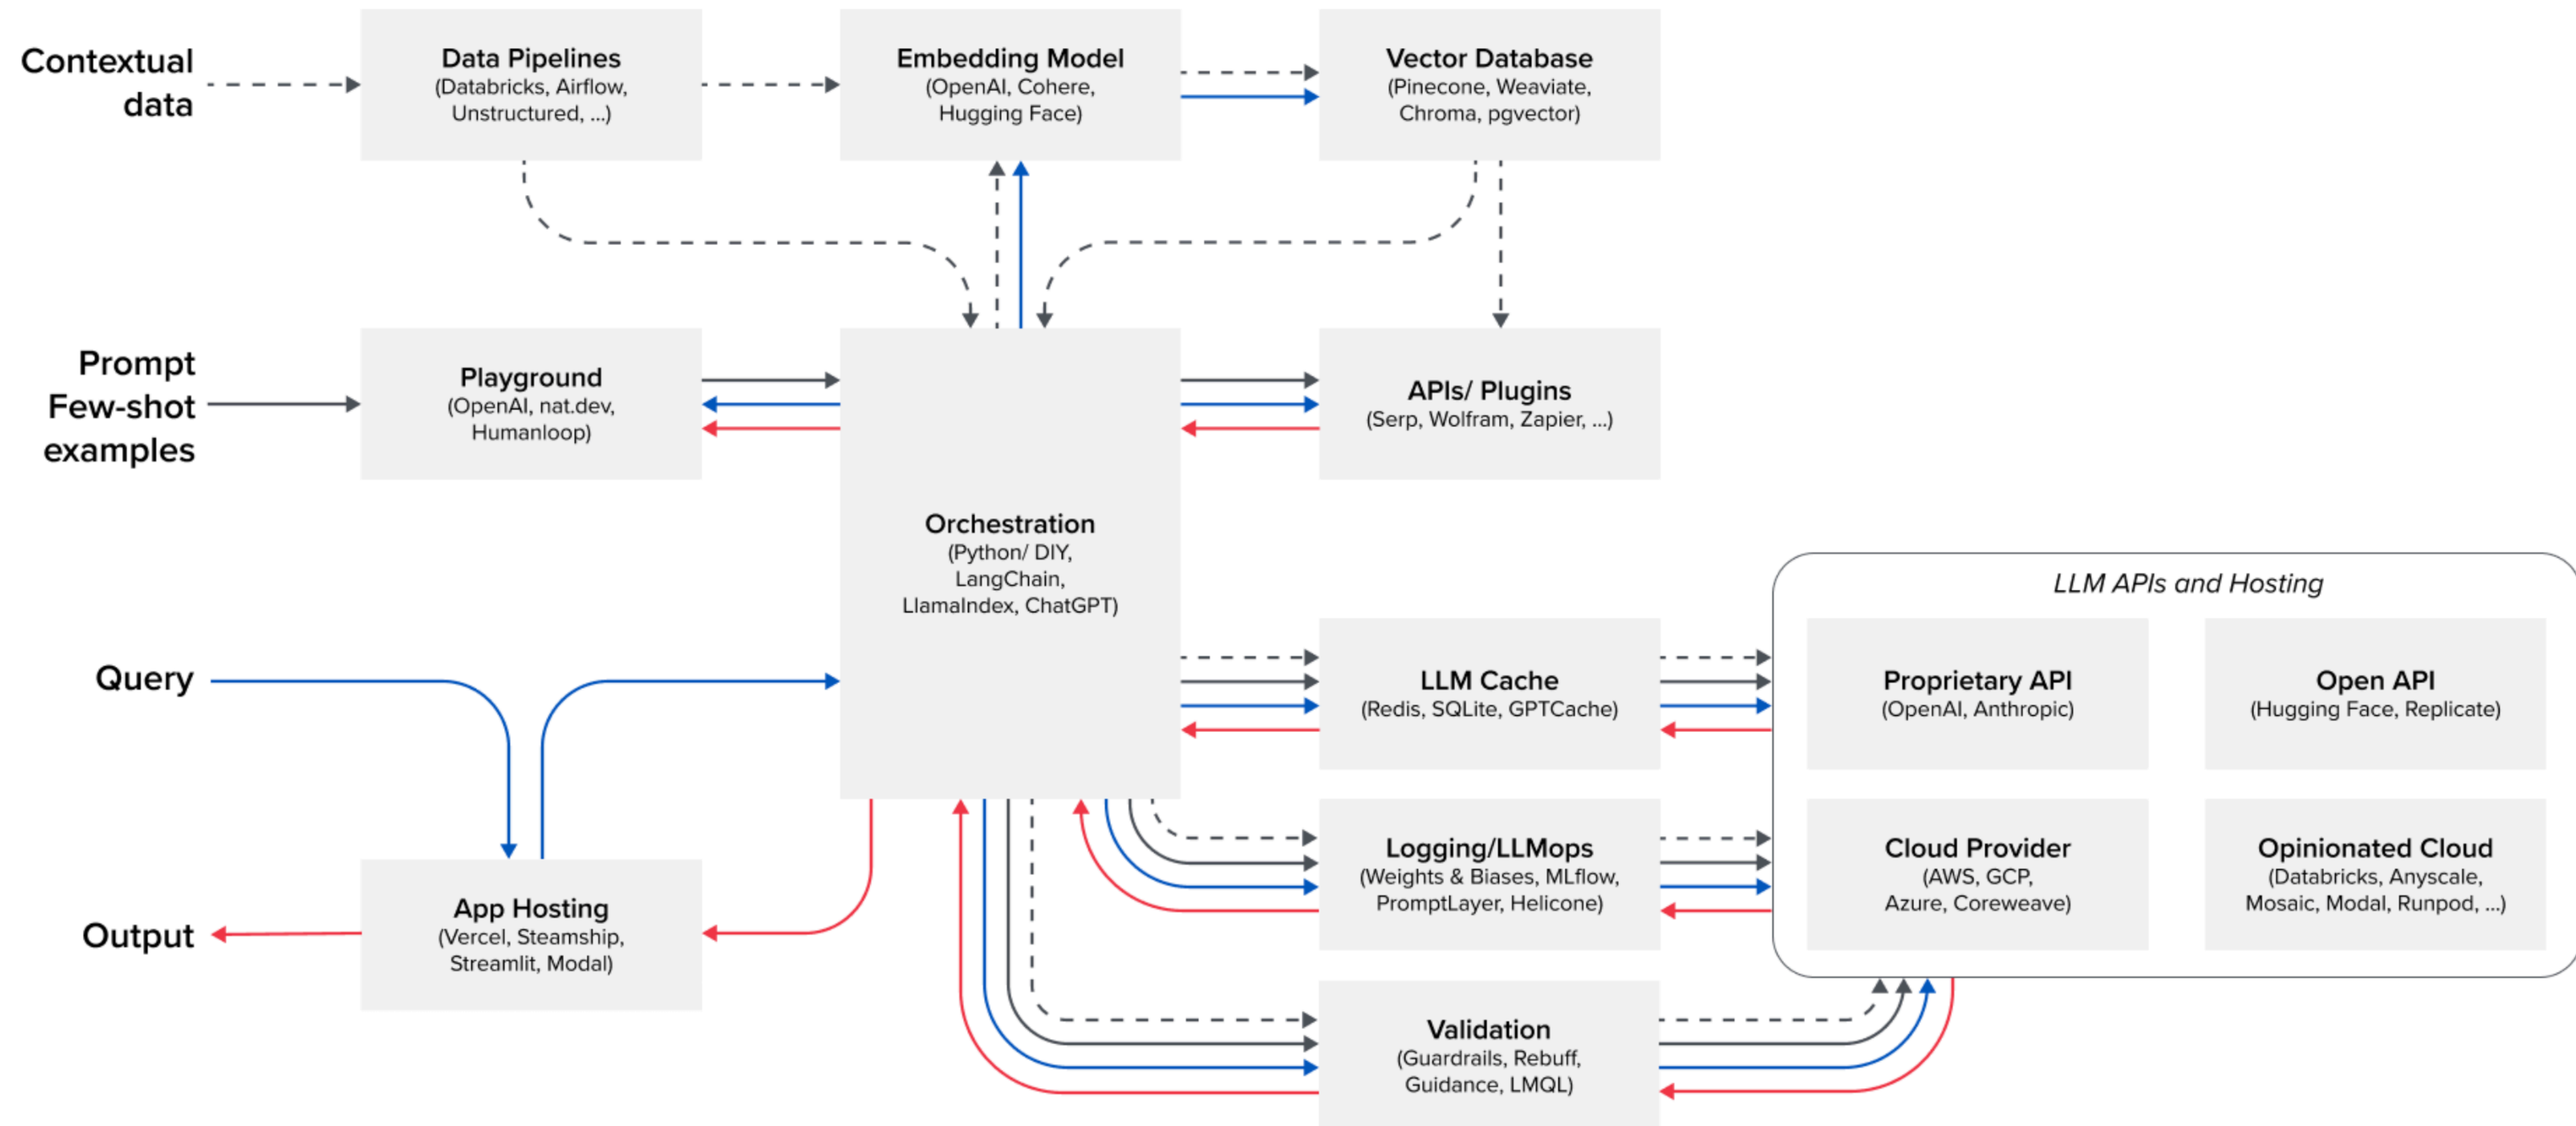 Contextual
data
Data Pipelines
(Databricks, Airflow,
Unstructured, ...)
Embedding Model
(OpenAI, Cohere,
Hugging Face)
Vector Database
(Pinecone, Weaviate,
Chroma, pgvector)
Prompt
Few-shot
examples
Playground
(OpenAI, nat.dev,
Humanloop)
Orchestration
(Python/ DIY,
LangChain,
LlamaIndex, ChatGPT)
APIs/ Plugins
(Serp, Wolfram, Zapier, ...)
Query
App Hosting
(Vercel, Steamship,
Streamlit, Modal)
Output
LLM Cache
(Redis, SQLite, GPTCache)
Logging/LLMops
(Weights & Biases, MLflow,
PromptLayer, Helicone)
Validation
(Guardrails, Rebuff,
Guidance, LMQL)
LLM APIs and Hosting
Proprietary API
(OpenAI, Anthropic)
Open API
(Hugging Face, Replicate)
Cloud Provider
(AWS, GCP,
Azure, Coreweave)
Opinionated Cloud
(Databricks, Anyscale,
Mosaic, Modal, Runpod, ...)